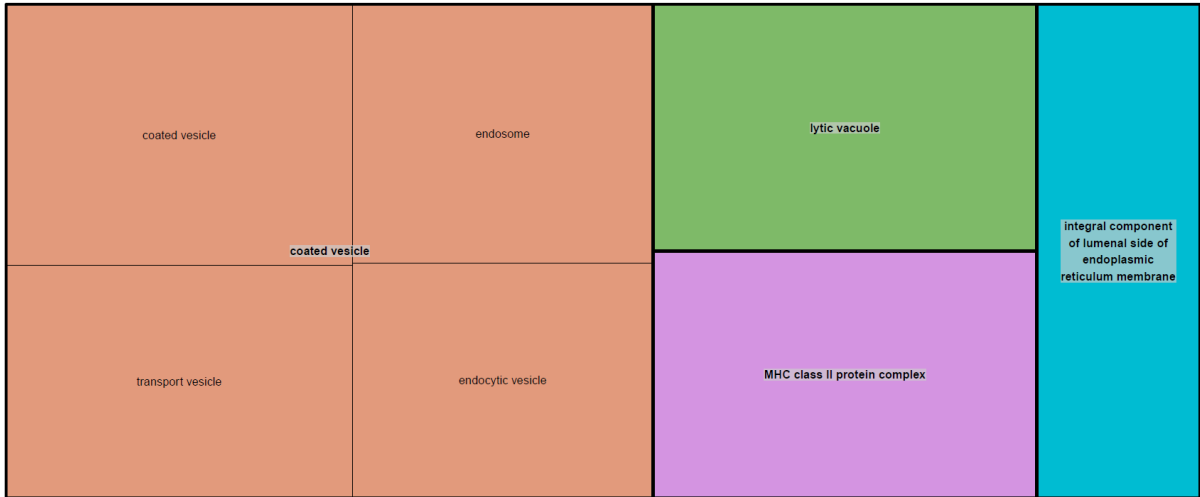 coated vesicle
endosome
lytic vacuole
coated vesicle
integral component
of lumenal side of
endoplasmic
reticulum membrane
transport vesicle
endocytic vesicle
MHC class II protein complex